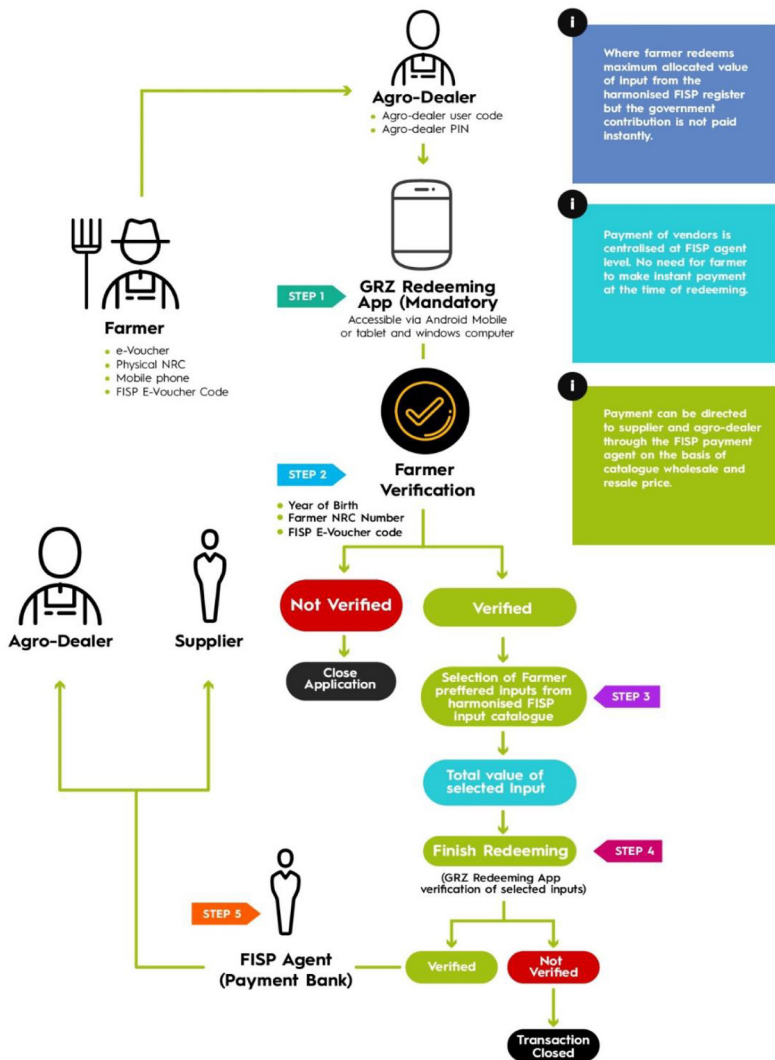 Agro-Dealer
• Agro-dealer user code
• Agro-dealer PIN
i
Where farmer redeems
maximum allocated value
of input from the
harmonised FISP register
but the government
contribution is not paid
instantly.
i
Payment of vendors is
centralised at FISP agent
level. No need for farmer
to make instant payment
at the time of redeeming.
i
Payment can be directed
to supplier and agro-dealer
through the FISP payment
agent on the basis of
catalogue wholesale and
resale price.
Farmer
• e-Voucher
• Physical NRC
• Mobile phone
• FISP E-Voucher Code
STEP 1
GRZ Redeeming
App (Mandatory
Accessible via Android Mobile
or tablet and windows computer
STEP 2
Farmer
Verification
• Year of Birth
• Farmer NRC Number
• FISP E-Voucher code
Not Verified
Verified
Close
Application
Selection of Farmer
preffered inputs from
harmonised FISP
input catalogue
STEP 3
Total value of
selected Input
Finish Redeeming
STEP 4
(GRZ Redeeming App
verification of selected inputs)
Verified
Not
Verified
Transaction
Closed
STEP 5
FISP Agent
(Payment Bank)
Agro-Dealer
Supplier